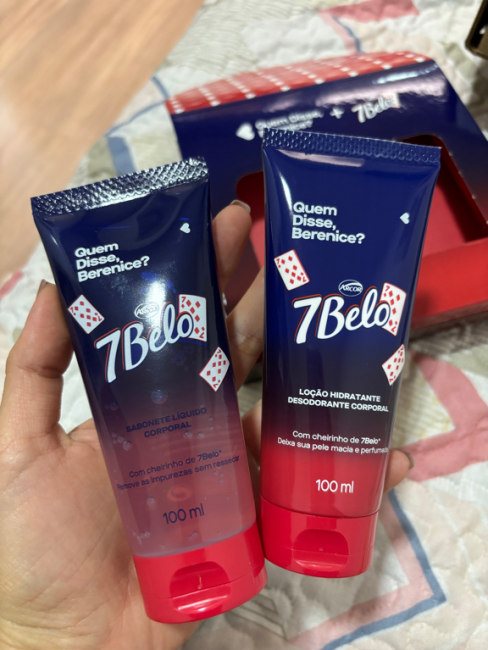 Quem Disse,
+ 7Belo
Quem
Disse,
Berenice?
ARCOR
7Belo
SABONETE LÍQUIDO
CORPORAL
Com cheirinho de 7Belo*
Remove as impurezas sem ressecar
100 ml
Quem
Disse,
Berenice?
ARCOR
7Belo
LOÇÃO HIDRATANTE
DESODORANTE CORPORAL
Com cheirinho de 7Belo*
Deixa sua pele macia e perfumada
100 ml